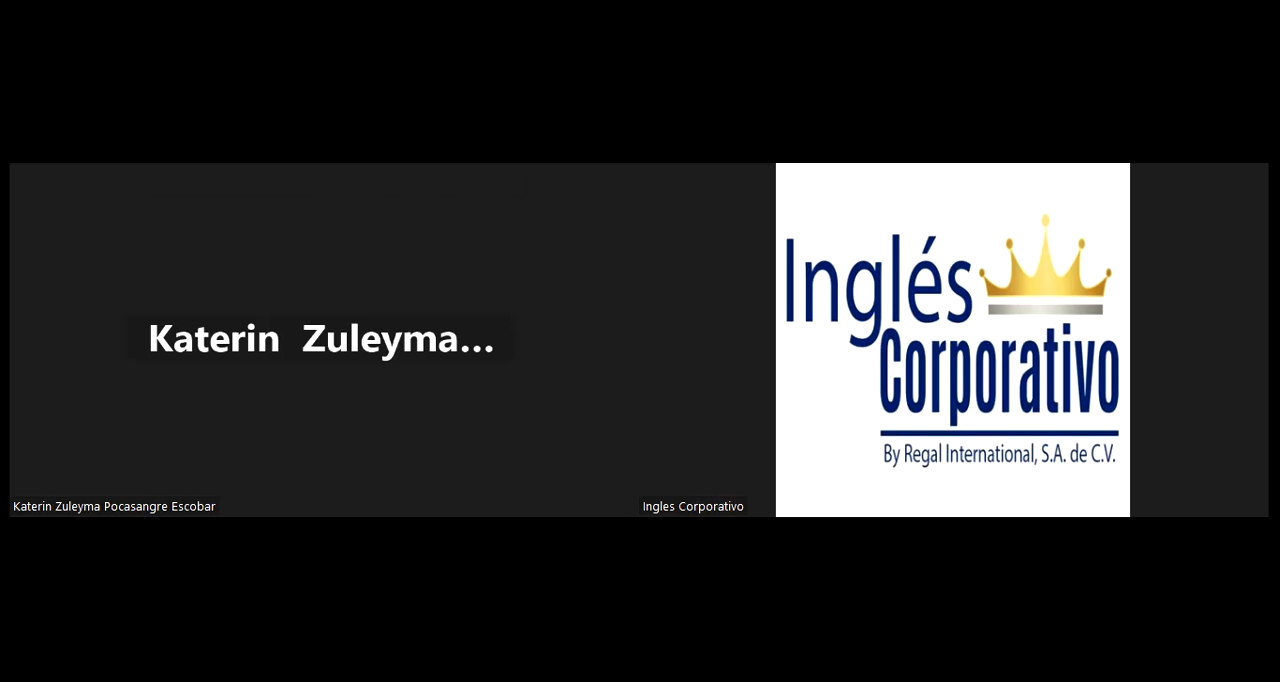 Katerin Zuleyma...
Katerin Zuleyma Pocasangre Escobar
Inglés
Corporativo
By Regal International, S.A. de C.V.
Ingles Corporativo